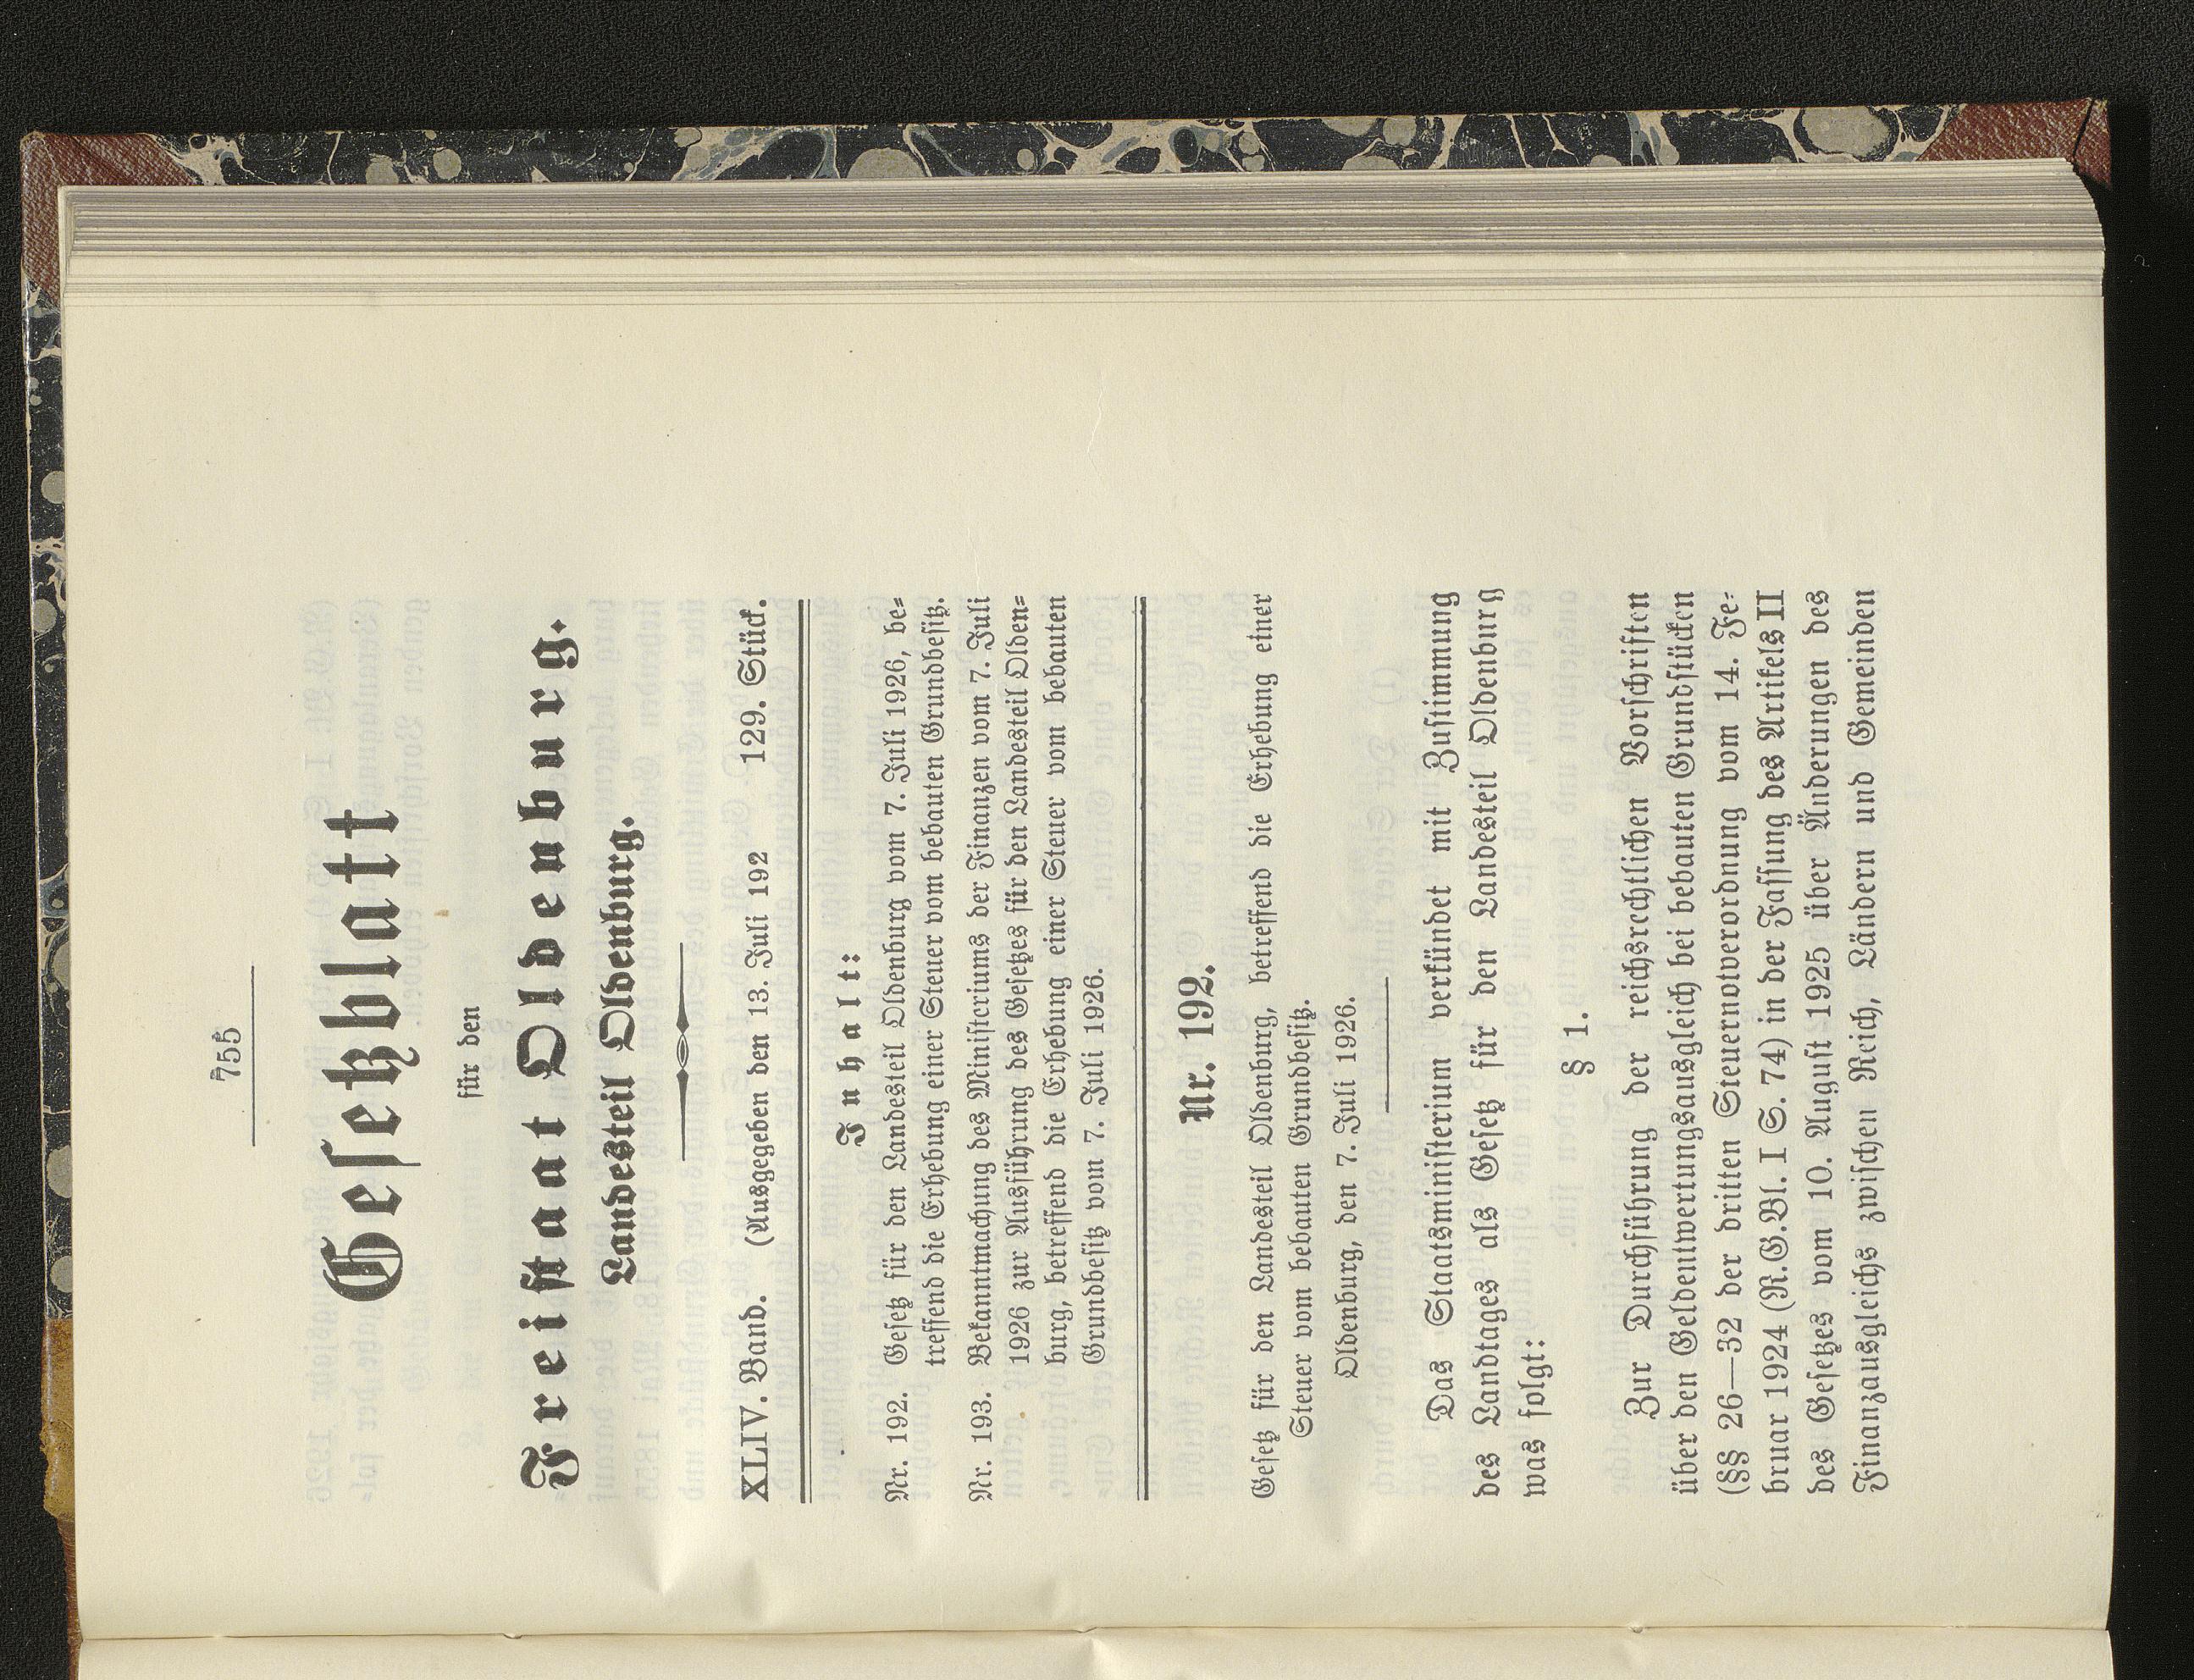 755
Gesetzblatt
für den
Freistaat Oldenburg.
Landesteil Oldenburg.
XLIV. Band. (Ausgegeben den 13. Juli 192 129. Stück.
Inhalt:
Nr. 192. Gesetz für den Landesteil Oldenburg vom 7. Juli 1926, be-
treffend die Erhebung einer Steuer vom bebauten Grundbesitz.
Nr. 193. Bekanntmachung des Ministeriums der Finanzen vom 7. Juli
1926 zur Ausführung des Gesetzes für den Landesteil Olden-
burg, betreffend die Erhebung einer Steuer vom bebauten
Grundbesitz vom 7. Juli 1926.
Nr. 192.
Gesetz für den Landesteil Oldenburg, betreffend die Erhebung einer
Steuer vom bebauten Grundbesitz.
Oldenburg, den 7. Juli 1926.
Das Staatsministerium verkündet mit Zustimmung
des Landtages als Gesetz für den Landesteil Oldenburg
was folgt:
§ 1.
Zur Durchführung der reichsrechtlichen Vorschriften
über den Geldentwertungsausgleich bei bebauten Grundstücken
(§§ 26—32 der dritten Steuernotverordnung vom 14. Fe-
bruar 1924 (R.G.Bl. I S. 74) in der Fassung des Artikels II
des Gesetzes vom 10. August 1925 über Änderungen des
Finanzausgleichs zwischen Reich, Ländern und Gemeinden